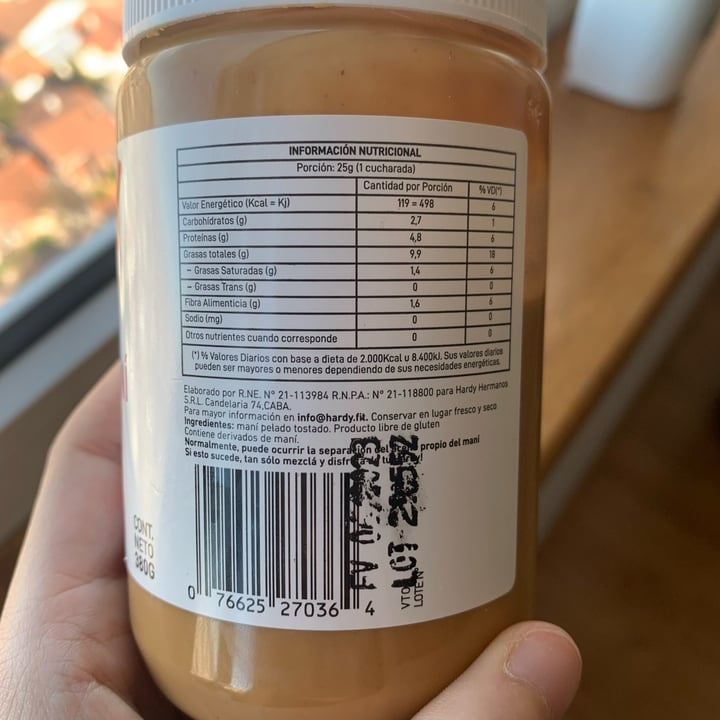 INFORMACIÓN NUTRICIONAL
Porción: 25g (1 cucharada)
Cantidad por Porción % VD(*)
Valor Energético (Kcal = Kj) 119 = 498 6
Carbohidratos (g) 2,7 1
Proteínas (g) 4,8 6
Grasas totales (g) 9,9 18
– Grasas Saturadas (g) 1,4 6
– Grasas Trans (g) 0 0
Fibra Alimenticia (g) 1,6 6
Sodio (mg) 0 0
Otros nutrientes cuando corresponde 0 0
(*) % Valores Diarios con base a dieta de 2.000Kcal u 8.400kJ. Sus valores diarios
pueden ser mayores o menores dependiendo de sus necesidades energéticas.
Elaborado por R.NE. N° 21-113984 R.N.P.A.: N° 21-118800 para Hardy Hermanos
S.R.L. Candelaria 74,CABA.
Para mayor información en info@hardy.fit. Conservar en lugar fresco y seco
Ingredientes: maní pelado tostado. Producto libre de gluten
Contiene derivados de maní.
Normalmente, puede ocurrir la separación del aceite propio del maní
Si esto sucede, tan sólo mezclá y disfrutá de tu
CONT.
NETO
380G
0 76625 27036 4
FV
LOT
VTO
LOTE N°